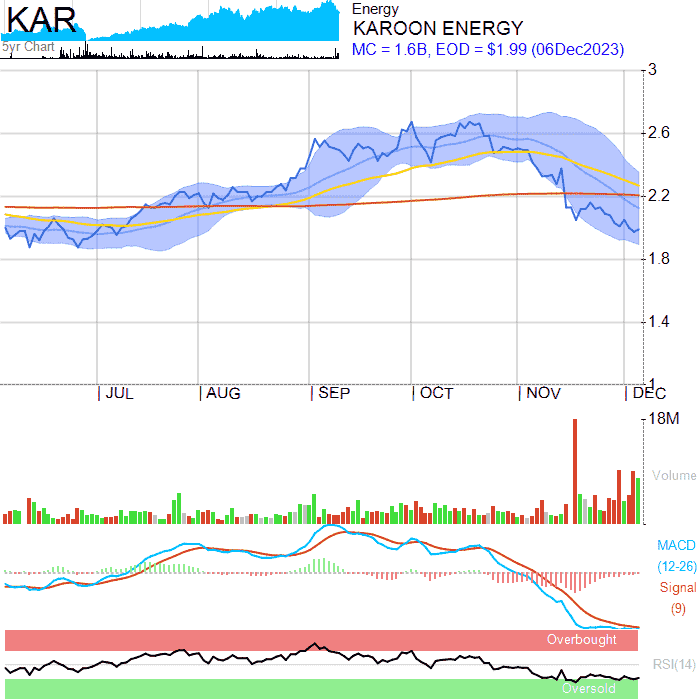 KAR
5yr Chart
Energy
KAROON ENERGY
MC = 1.6B, EOD = $1.99 (06Dec2023)
3
2.6
2.2
1.8
1.4
1
JUL AUG SEP OCT NOV DEC
18M
Volume
MACD
(12-26)
Signal
(9)
Overbought
RSI(14)
Oversold